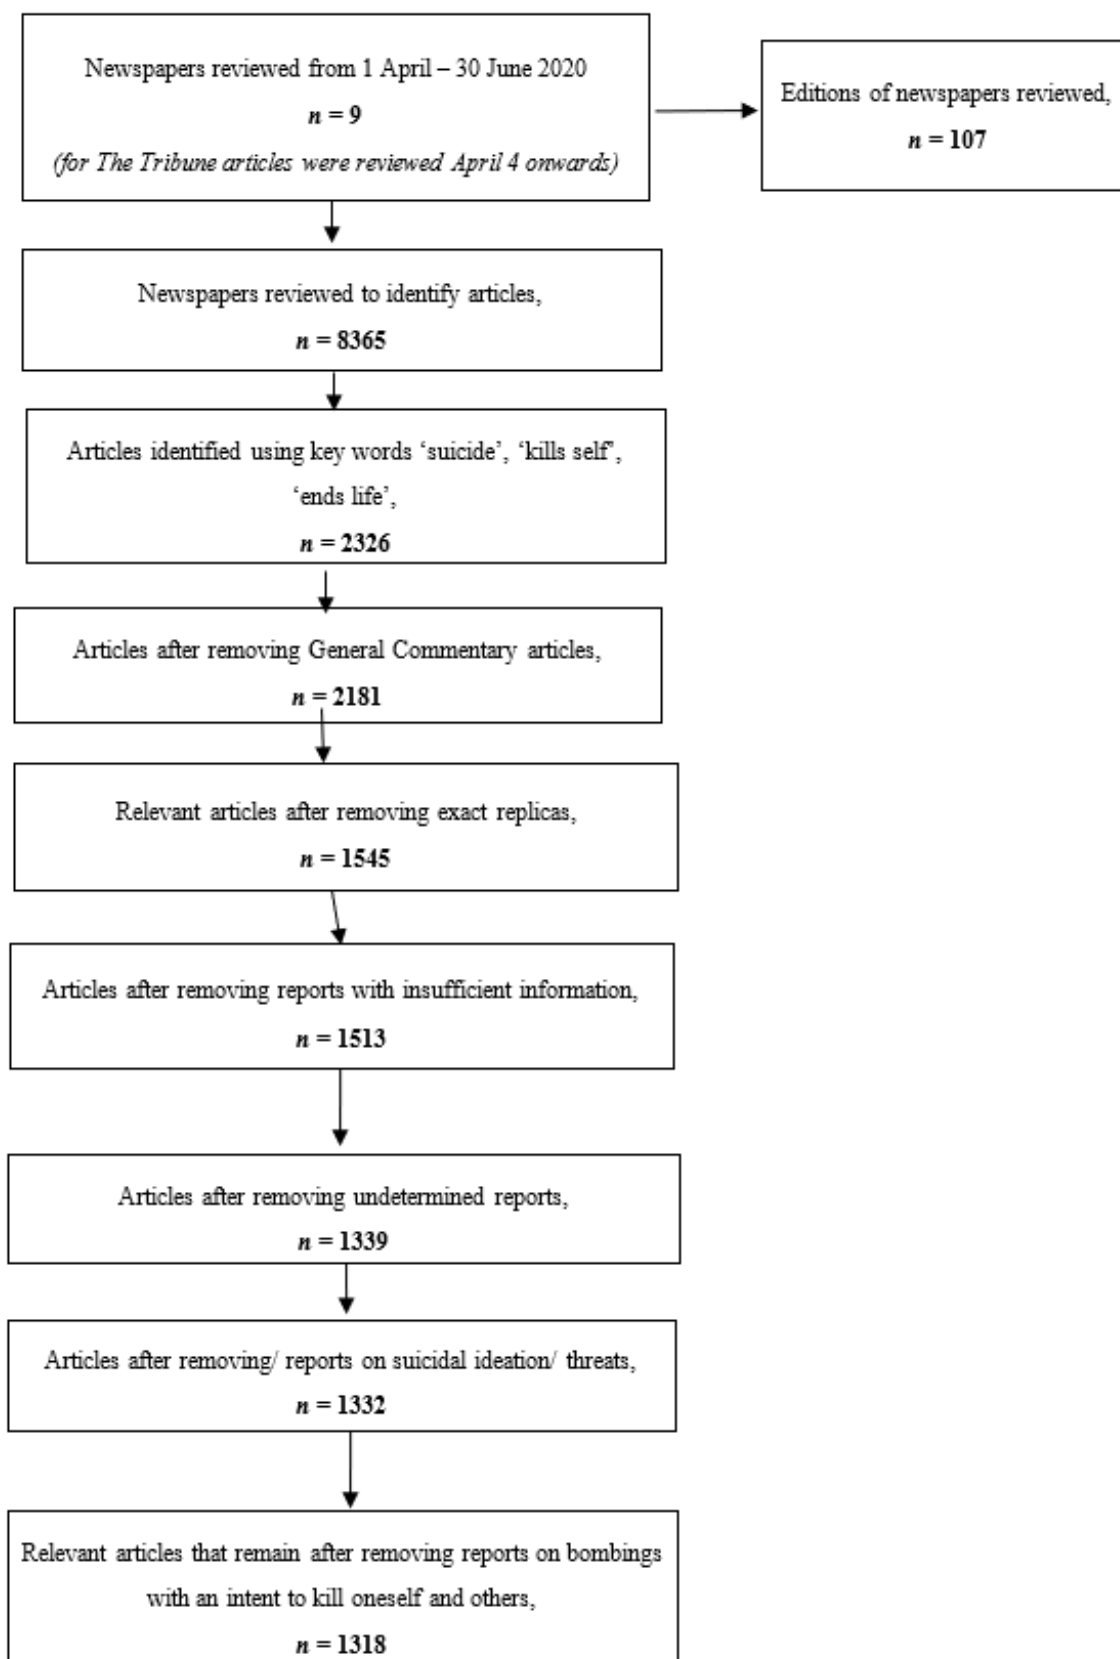 Newspapers reviewed from 1 April – 30 June 2020
n = 9
(for The Tribune articles were reviewed April 4 onwards)
Editions of newspapers reviewed,
n = 107
Newspapers reviewed to identify articles,
n = 8365
Articles identified using key words ‘suicide’, ‘kills self’,
‘ends life’,
n = 2326
Articles after removing General Commentary articles,
n = 2181
Relevant articles after removing exact replicas,
n = 1545
Articles after removing reports with insufficient information,
n = 1513
Articles after removing undetermined reports,
n = 1339
Articles after removing/ reports on suicidal ideation/ threats,
n = 1332
Relevant articles that remain after removing reports on bombings
with an intent to kill oneself and others,
n = 1318